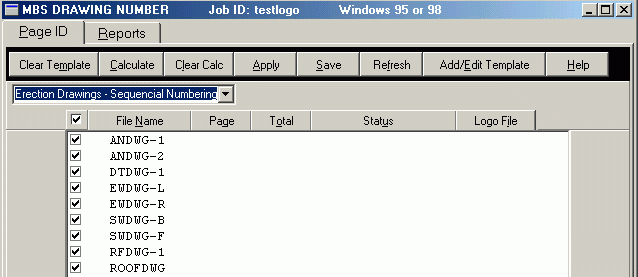 MBS DRAWING NUMBER Job ID: testlogo Windows 95 or 98
Page ID Reports
Clear Template Calculate Clear Calc Apply Save Refresh Add/Edit Template Help
Erection Drawings - Sequencial Numbering
File Name Page Total Status Logo File
ANDWG-1
ANDWG-2
DTDWG-1
EWDWG-L
EWDWG-R
SWDWG-B
SWDWG-F
RFDWG-1
ROOFDWG